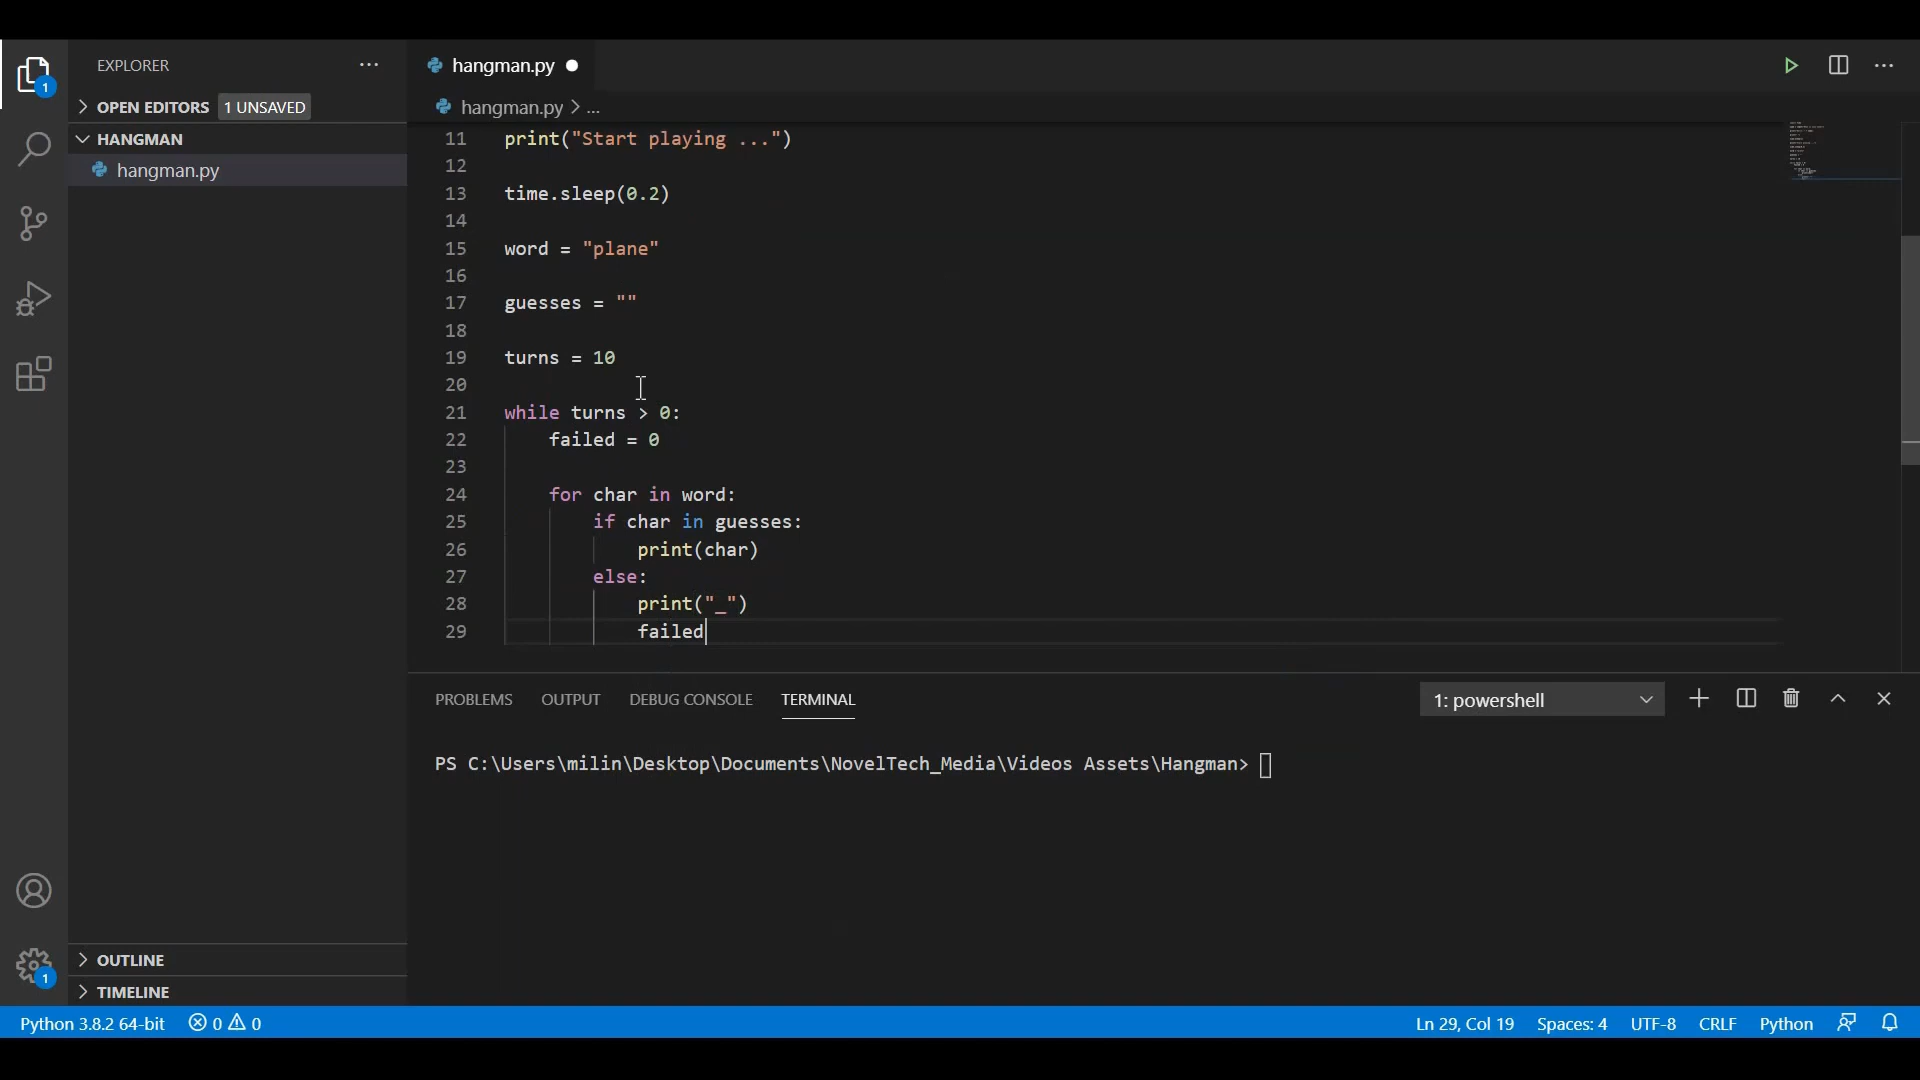 EXPLORER
hangman.py
OPEN EDITORS 1 UNSAVED
hangman.py > ...
HANGMAN
hangman.py
11 print("Start playing ...")
12
13 time.sleep(0.2)
14
15 word = "plane"
16
17 guesses = ""
18
19 turns = 10
20
21 while turns > 0:
22 failed = 0
23
24 for char in word:
25 if char in guesses:
26 print(char)
27 else:
28 print("_")
29 failed
PROBLEMS OUTPUT DEBUG CONSOLE TERMINAL 1: powershell
PS C:\Users\milin\Desktop\Documents\NovelTech_Media\Videos Assets\Hangman>
OUTLINE
TIMELINE
1
1
Python 3.8.2 64-bit 0 0 Ln 29, Col 19 Spaces: 4 UTF-8 CRLF Python